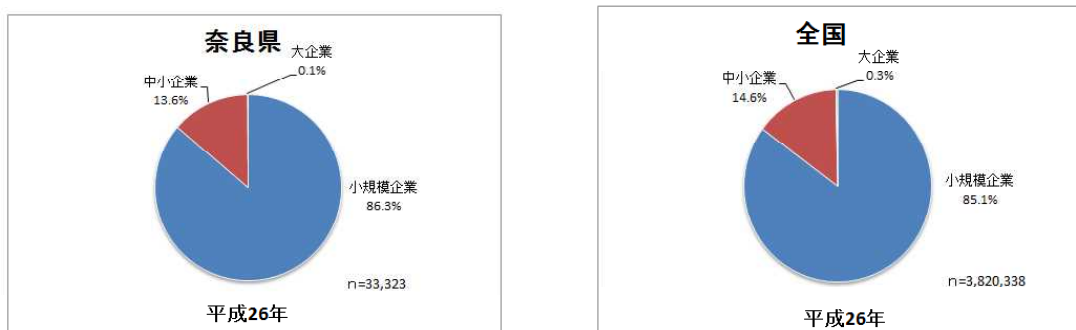 奈良県
大企業
0.1%
中小企業
13.6%
小規模企業
86.3%
n=33,323
平成26年
全国
大企業
0.3%
中小企業
14.6%
小規模企業
85.1%
n=3,820,338
平成26年